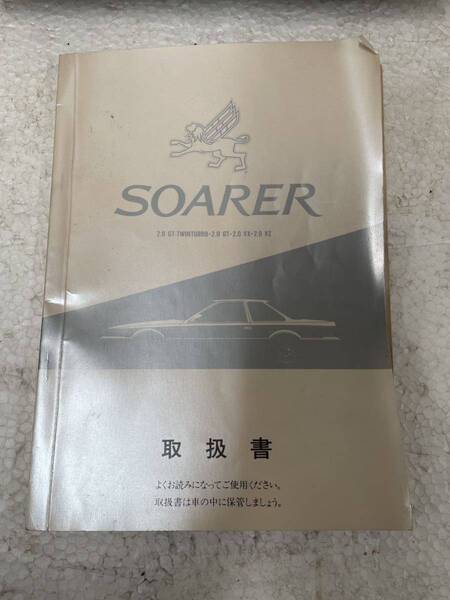 SOARER
2.0 GT-TWINTURBO·2.0 GT·2.0 VX·2.0 VZ
取扱書
よくお読みになってご使用ください。
取扱書は車の中に保管しましょう。